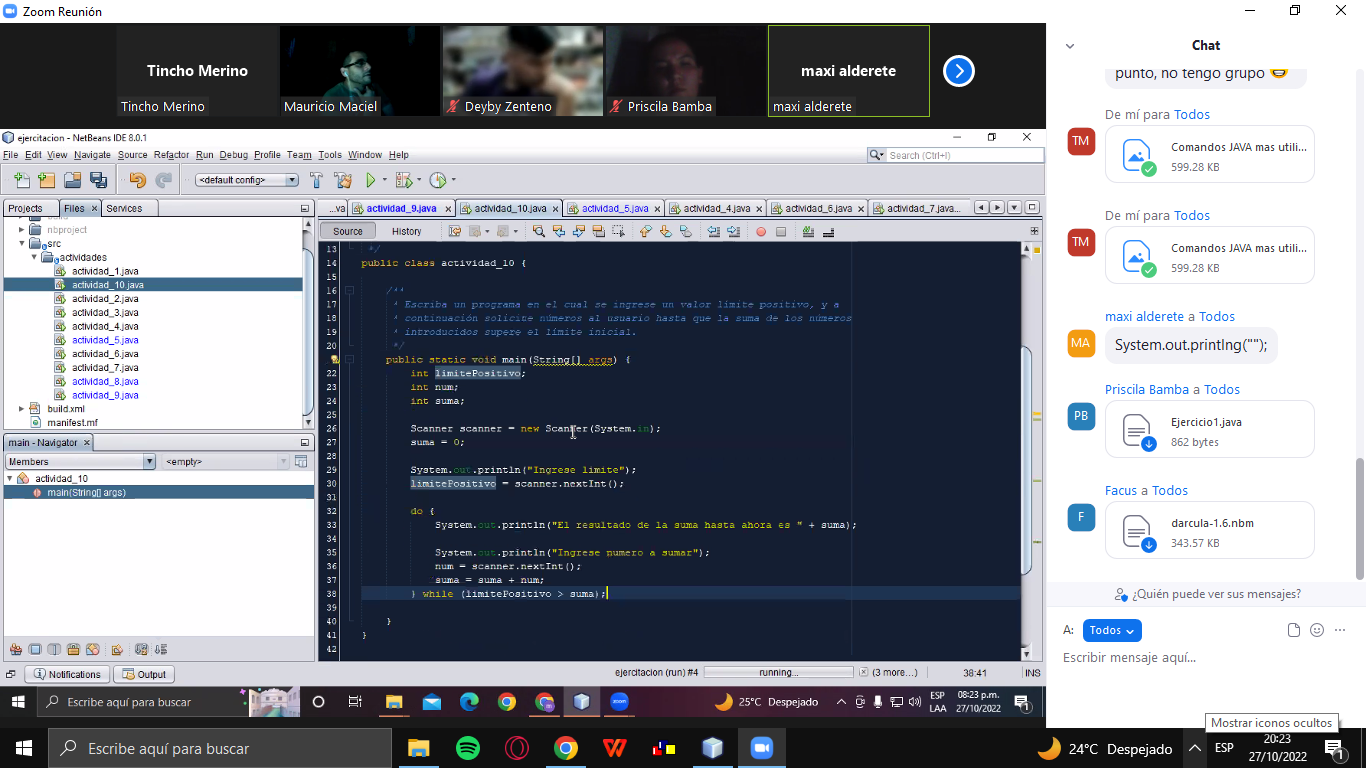 Zoom Reunión
Tincho Merino
Tincho Merino
Mauricio Maciel
Deyby Zenteno
Priscila Bamba
maxi alderete
maxi alderete
ejercitacion - NetBeans IDE 8.0.1
File Edit View Navigate Source Refactor Run Debug Profile Team Tools Window Help
Search (Ctrl+I)
<default config>
Projects Files Services
...va actividad_9.java actividad_10.java actividad_5.java actividad_4.java actividad_6.java actividad_7.java...
Source History
nbproject
src
actividades
actividad_1.java
actividad_10.java
actividad_2.java
actividad_3.java
actividad_4.java
actividad_5.java
actividad_6.java
actividad_7.java
actividad_8.java
actividad_9.java
build.xml
manifest.mf
main - Navigator
Members <empty>
actividad_10
main(String[] args)
13 */
14 public class actividad_10 {
15
16 /**
17 * Escriba un programa en el cual se ingrese un valor límite positivo, y a
18 * continuación solicite números al usuario hasta que la suma de los números
19 * introducidos supere el límite inicial.
20 */
public static void main(String[] args) {
22 int limitePositivo;
23 int num;
24 int suma;
25
26 Scanner scanner = new Scanner(System.in);
27 suma = 0;
28
29 System.out.println("Ingrese limite");
30 limitePositivo = scanner.nextInt();
31
32 do {
33 System.out.println("El resultado de la suma hasta ahora es " + suma);
34
35 System.out.println("Ingrese numero a sumar");
36 num = scanner.nextInt();
37 suma = suma + num;
38 } while (limitePositivo > suma);
39
40 }
41 }
42
Notifications Output
ejercitacion (run) #4 running... (3 more...) 38:41 INS
Escribe aquí para buscar
zoom
25°C Despejado
ESP
LAA
08:23 p.m.
27/10/2022
1
Chat
punto, no tengo grupo
De mí para Todos
TM
Comandos JAVA mas utili...
599.28 KB
De mí para Todos
TM
Comandos JAVA mas utili...
599.28 KB
maxi alderete a Todos
MA
System.out.printlng("");
Priscila Bamba a Todos
PB
Ejercicio1.java
862 bytes
Facus a Todos
F
darcula-1.6.nbm
343.57 KB
¿Quién puede ver sus mensajes?
A: Todos
Escribir mensaje aquí...
Mostrar iconos ocultos
Escribe aquí para buscar
24°C Despejado
ESP
20:23
27/10/2022
1